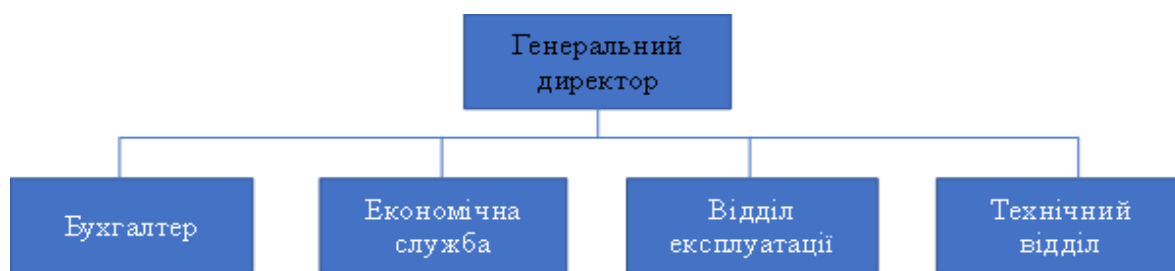 Генеральний
директор
Бухгалтер
Економічна
служба
Відділ
експлуатації
Технічний
відділ